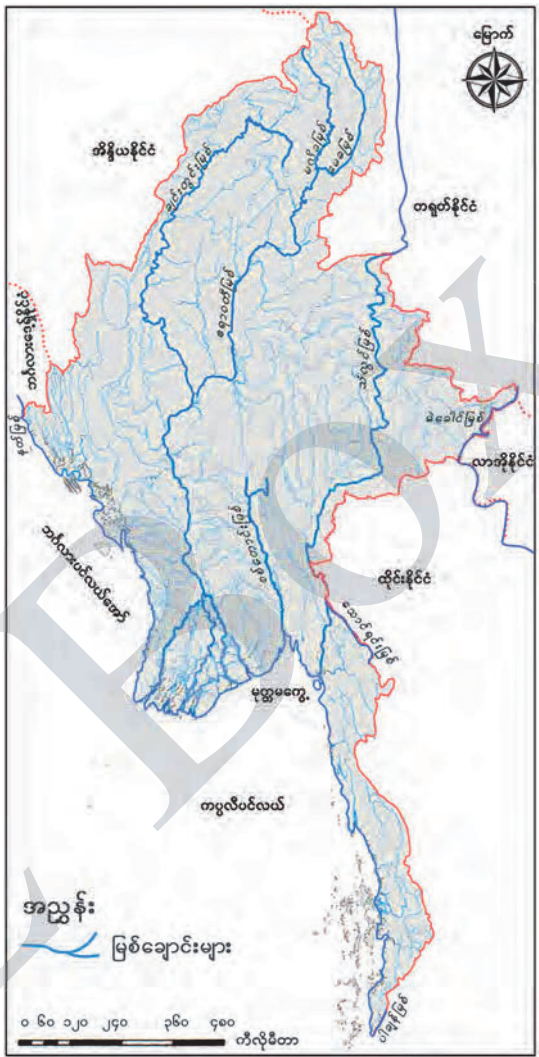 မြောက်
အိန္ဒိယနိုင်ငံ
တရုတ်နိုင်ငံ
ချင်းတွင်းမြစ်
မလိခမြစ်
မေခမြစ်
ဧရာဝတီမြစ်
သံလွင်မြစ်
ဘင်္ဂလားဒေ့ရှ်နိုင်ငံ
နတ်မြစ်
မဲခေါင်မြစ်
လာအိုနိုင်ငံ
စစ်တောင်းမြစ်
ဘင်္ဂလားပင်လယ်အော်
ထိုင်းနိုင်ငံ
သောင်ရင်းမြစ်
မုတ္တမကွေ့
ကပ္ပလီပင်လယ်
ပါချန်မြစ်
အညွှန်း
မြစ်ချောင်းများ
၀ ၆၀ ၁၂၀ ၂၄၀ ၃၆၀ ၄၈၀
ကီလိုမီတာ